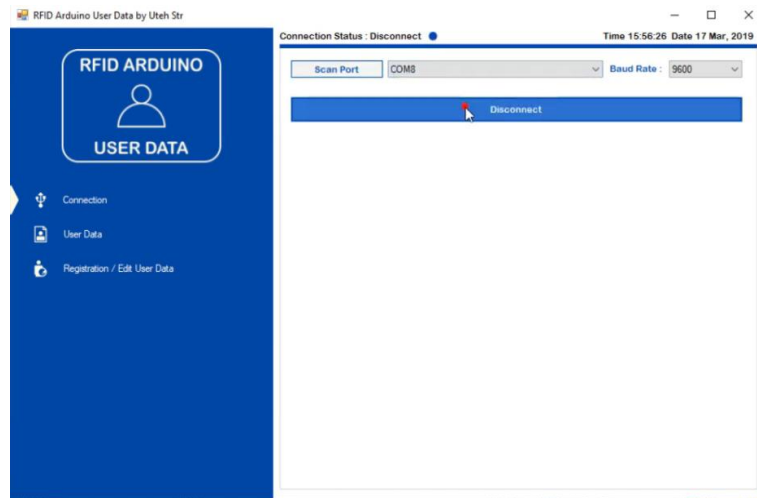 RFID Arduino User Data by Uteh Str
Connection Status : Disconnect
Time 15:56:26 Date 17 Mar, 2019
RFID ARDUINO
USER DATA
Scan Port
COM8
Baud Rate :
9600
Disconnect
Connection
User Data
Registration / Edit User Data